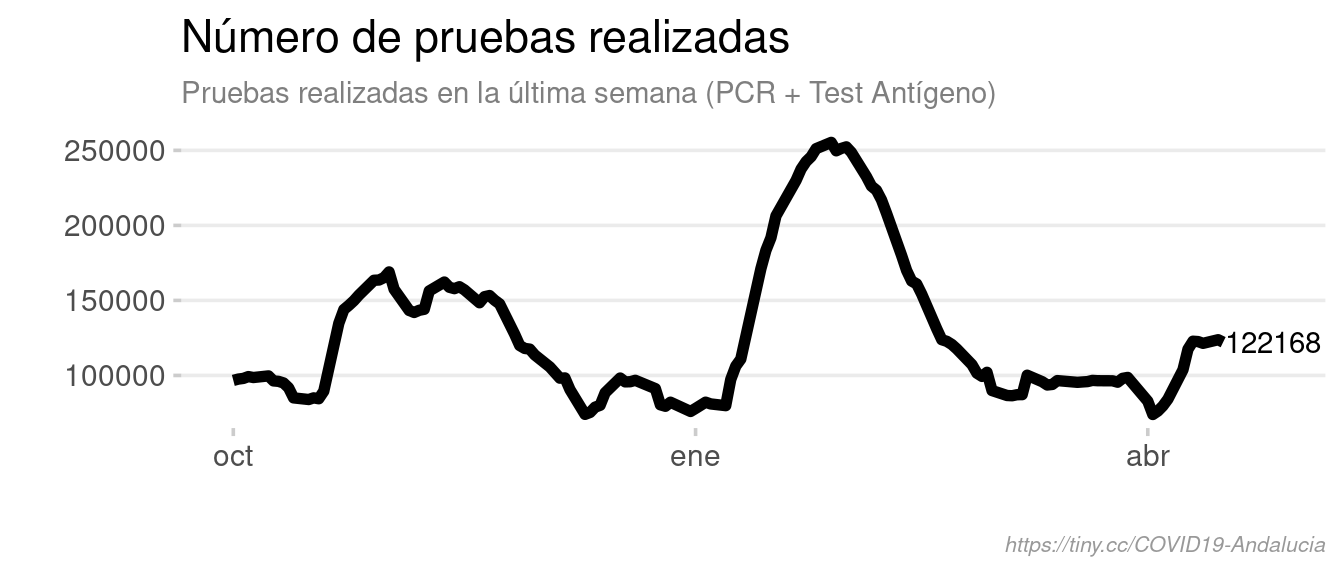 Número de pruebas realizadas
Pruebas realizadas en la última semana (PCR + Test Antígeno)
250000
200000
150000
100000
122168
oct
ene
abr
https://tiny.cc/COVID19-Andalucia